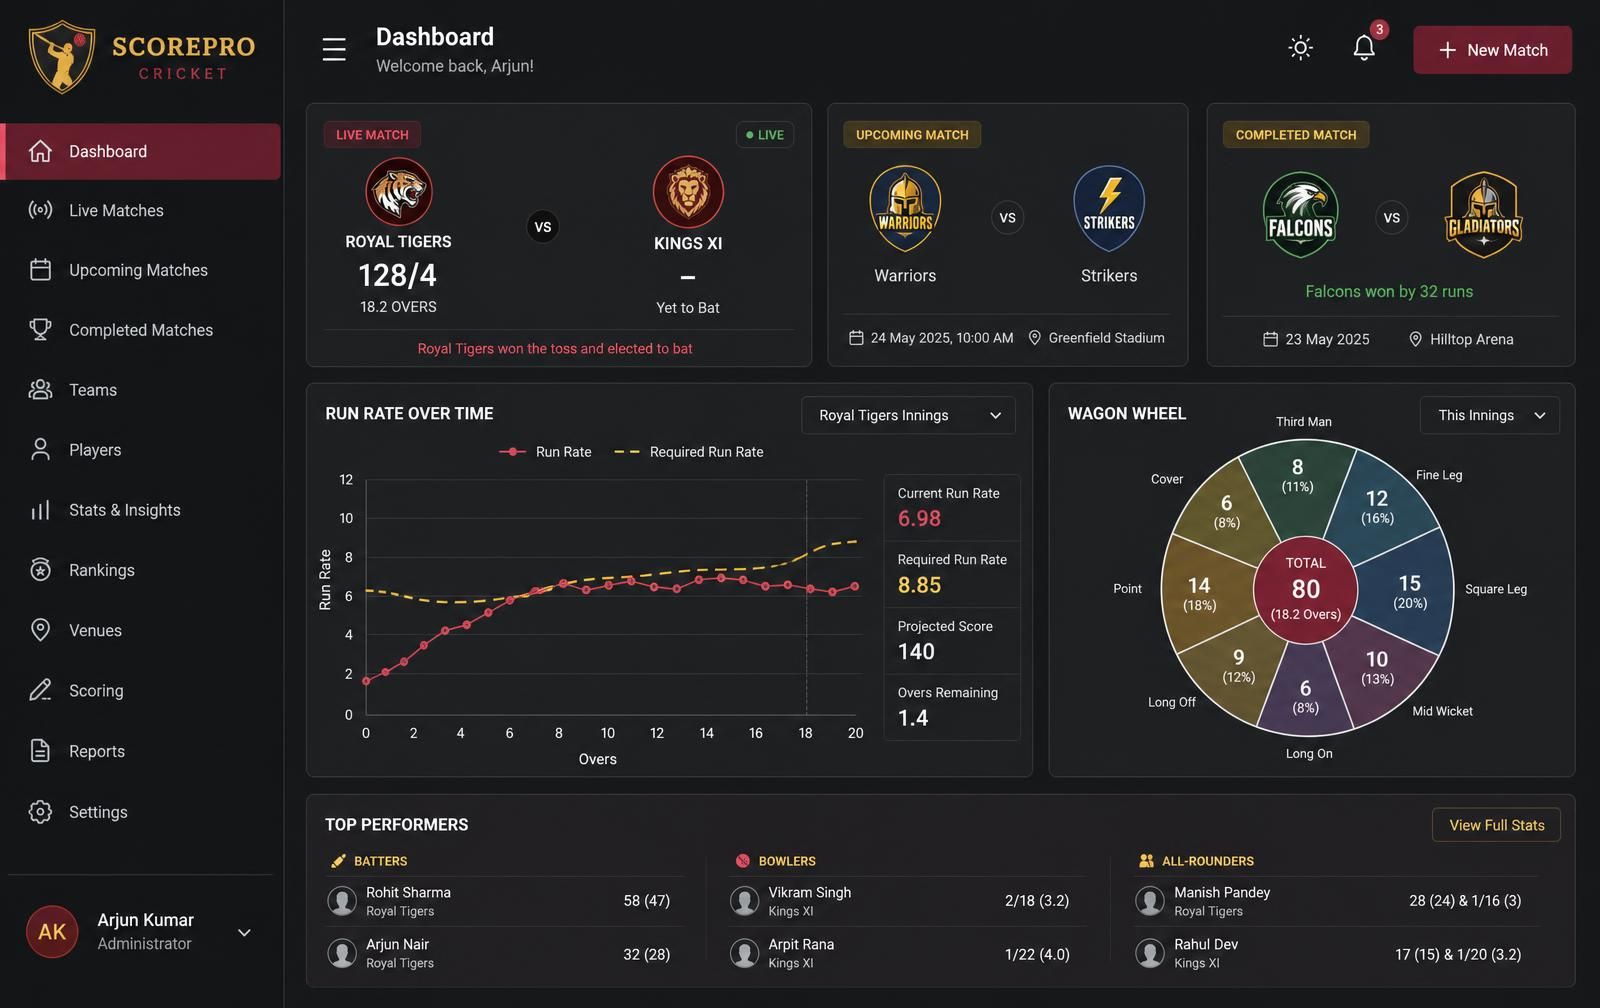 SCOREPRO
CRICKET
Dashboard
Live Matches
Upcoming Matches
Completed Matches
Teams
Players
Stats & Insights
Rankings
Venues
Scoring
Reports
Settings
AK
Arjun Kumar
Administrator
Dashboard
Welcome back, Arjun!
3
+ New Match
LIVE MATCH
LIVE
ROYAL TIGERS
128/4
18.2 OVERS
VS
KINGS XI
–
Yet to Bat
Royal Tigers won the toss and elected to bat
UPCOMING MATCH
WARRIORS
Warriors
VS
STRIKERS
Strikers
24 May 2025, 10:00 AM
Greenfield Stadium
COMPLETED MATCH
FALCONS
VS
GLADIATORS
Falcons won by 32 runs
23 May 2025
Hilltop Arena
RUN RATE OVER TIME
Royal Tigers Innings
Run Rate
Required Run Rate
Run Rate
12
10
8
6
4
2
0
0 2 4 6 8 10 12 14 16 18 20
Overs
Current Run Rate
6.98
Required Run Rate
8.85
Projected Score
140
Overs Remaining
1.4
WAGON WHEEL
This Innings
Third Man
8
(11%)
Fine Leg
12
(16%)
Square Leg
15
(20%)
Mid Wicket
10
(13%)
Long On
6
(8%)
Long Off
9
(12%)
Point
14
(18%)
Cover
6
(8%)
TOTAL
80
(18.2 Overs)
TOP PERFORMERS
View Full Stats
BATTERS
Rohit Sharma
Royal Tigers
58 (47)
Arjun Nair
Royal Tigers
32 (28)
BOWLERS
Vikram Singh
Kings XI
2/18 (3.2)
Arpit Rana
Kings XI
1/22 (4.0)
ALL-ROUNDERS
Manish Pandey
Royal Tigers
28 (24) & 1/16 (3)
Rahul Dev
Kings XI
17 (15) & 1/20 (3.2)